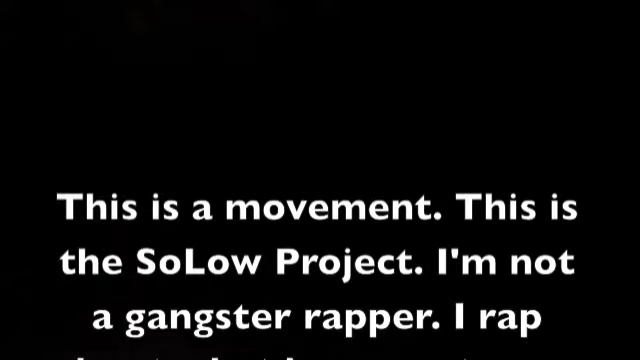 This is a movement. This is
the SoLow Project. I'm not
a gangster rapper. I rap